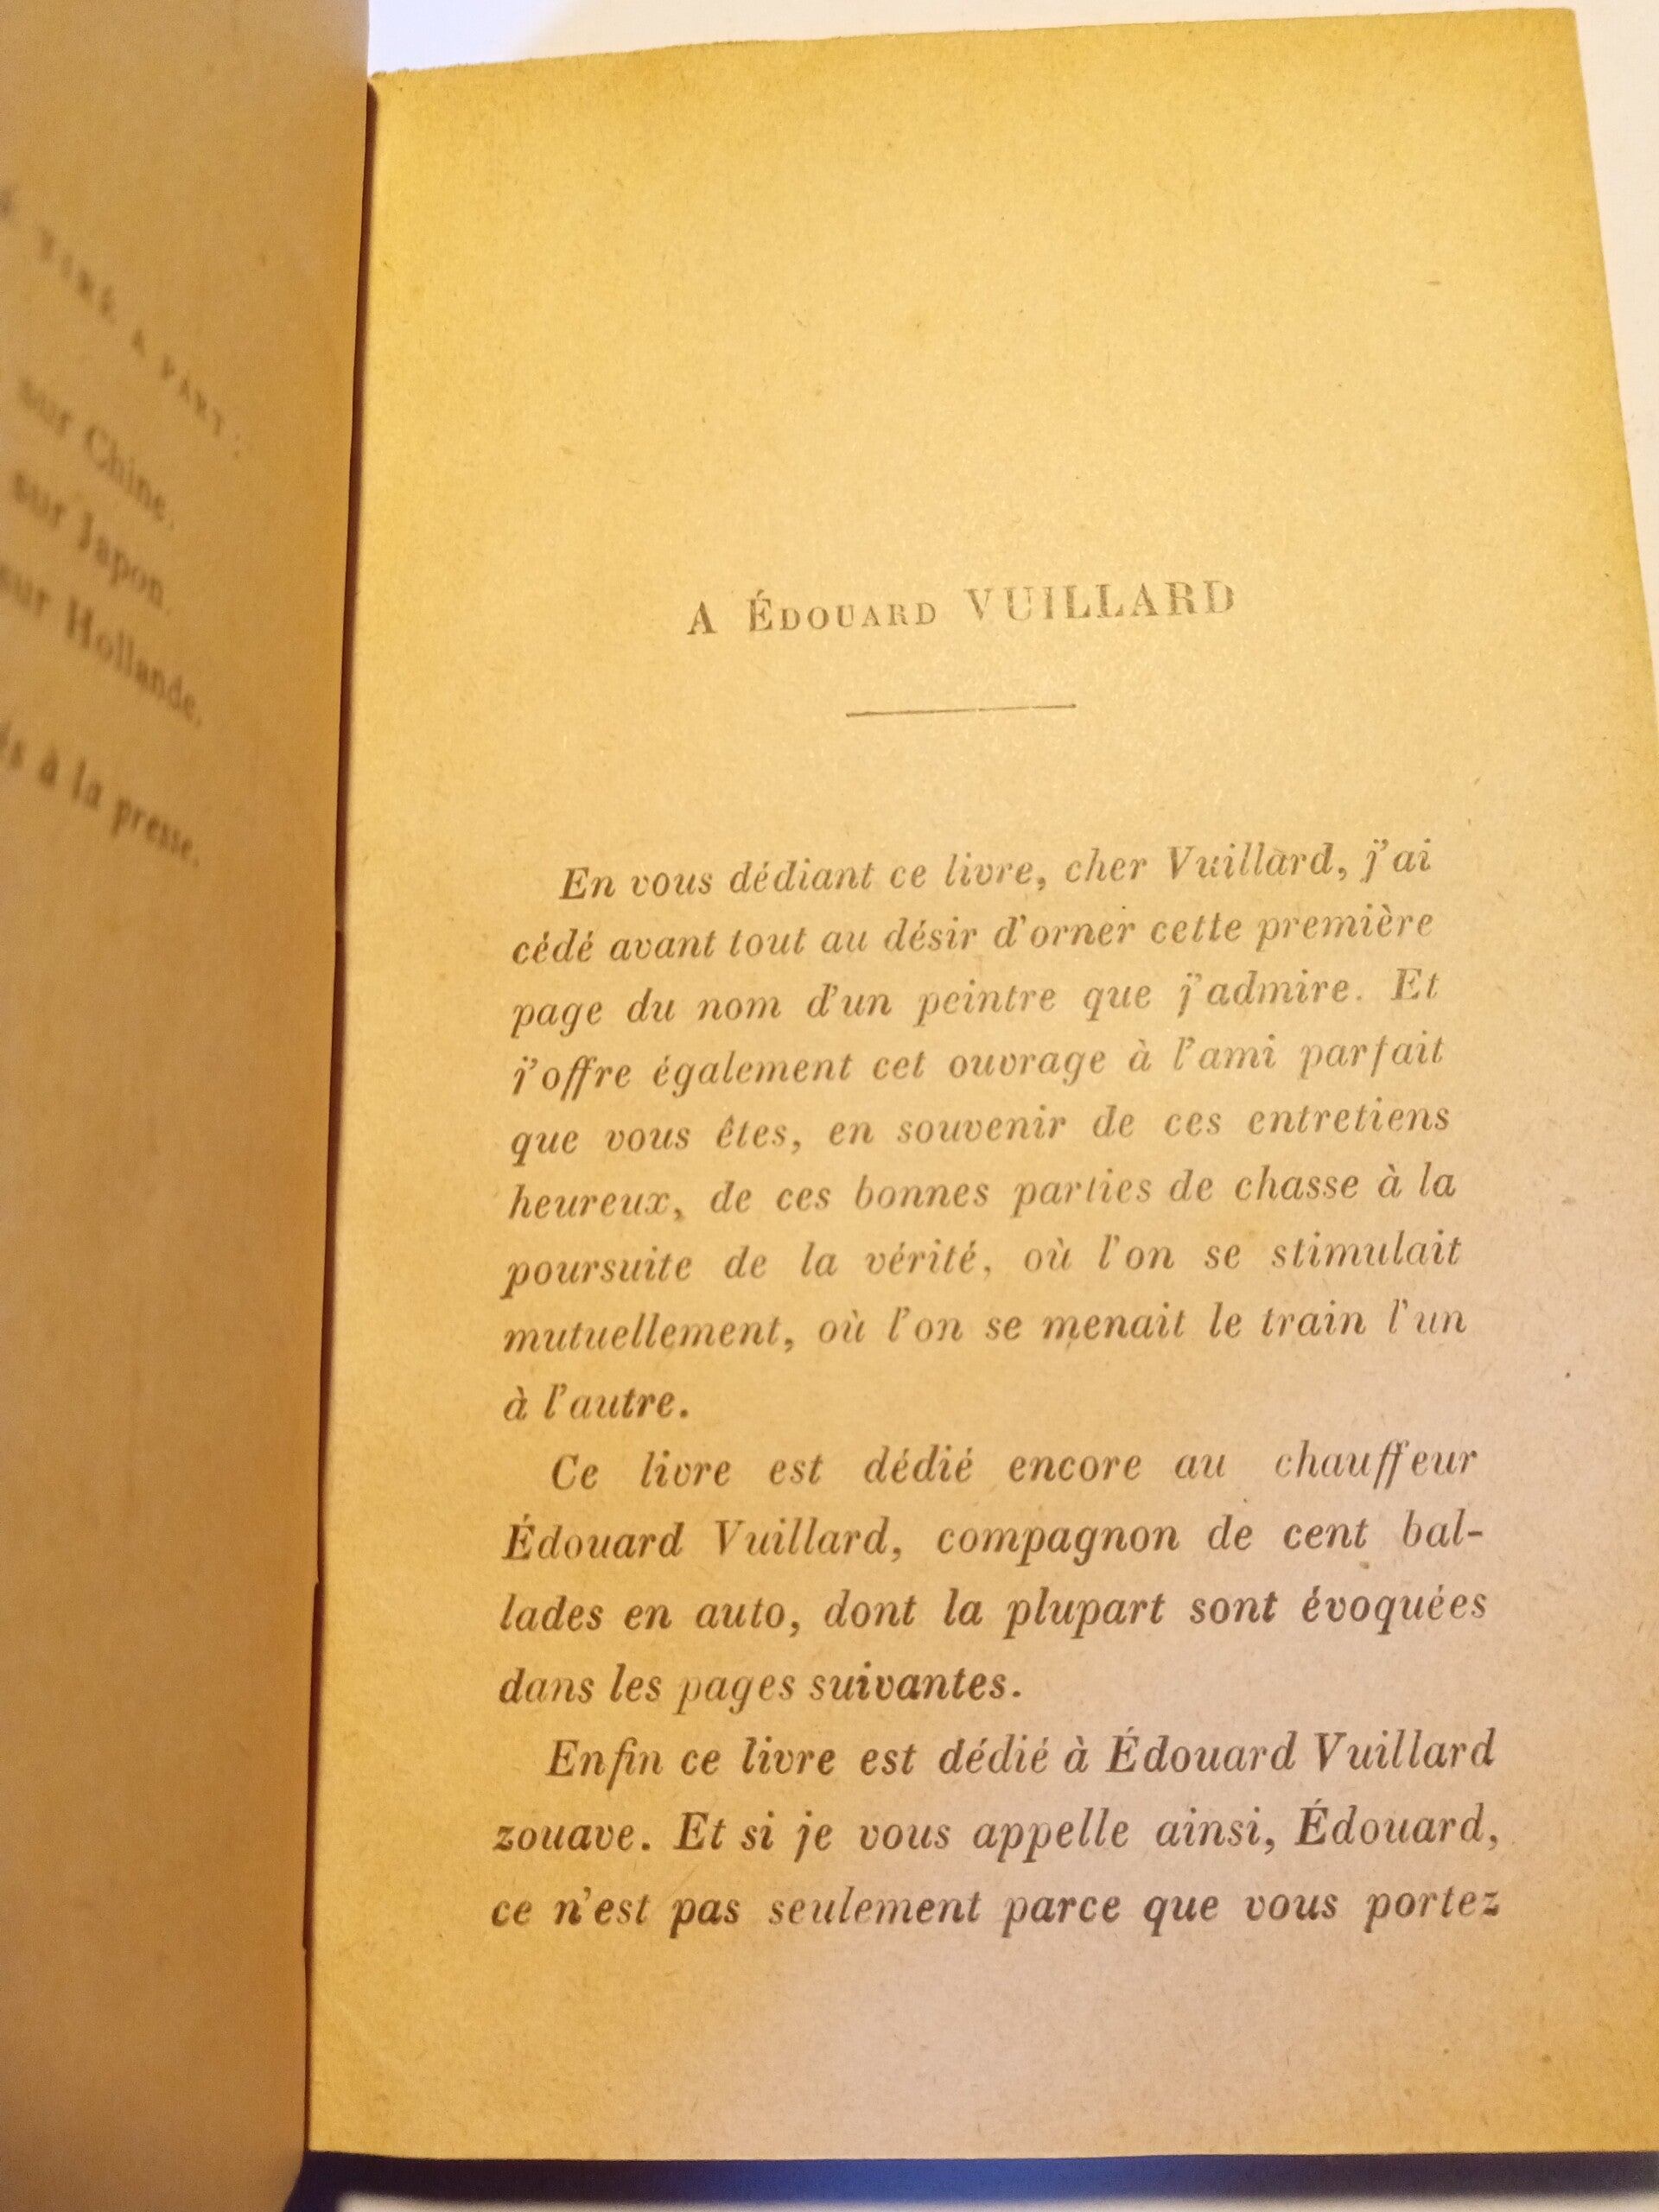 TIRÉ A PART :
sur Chine.
sur Japon.
sur Hollande.
à la presse.
A ÉDOUARD VUILLARD
En vous dédiant ce livre, cher Vuillard, j'ai
cédé avant tout au désir d'orner cette première
page du nom d'un peintre que j'admire. Et
j'offre également cet ouvrage à l'ami parfait
que vous êtes, en souvenir de ces entretiens
heureux, de ces bonnes parties de chasse à la
poursuite de la vérité, où l'on se stimulait
mutuellement, où l'on se menait le train l'un
à l'autre.
Ce livre est dédié encore au chauffeur
Édouard Vuillard, compagnon de cent bal-
lades en auto, dont la plupart sont évoquées
dans les pages suivantes.
Enfin ce livre est dédié à Édouard Vuillard
zouave. Et si je vous appelle ainsi, Édouard,
ce n'est pas seulement parce que vous portez